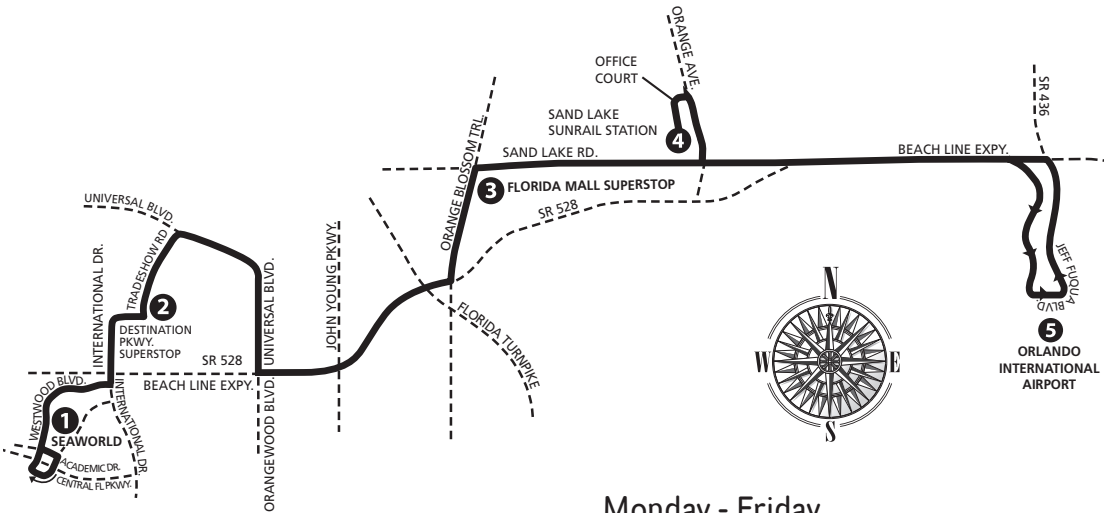 ORANGE AVE.
OFFICE
COURT
SR 436
SAND LAKE
SUNRAIL STATION
4
ORANGE BLOSSOM TRL.
SAND LAKE RD.
BEACH LINE EXPY.
3 FLORIDA MALL SUPERSTOP
UNIVERSAL BLVD.
SR 528
JOHN YOUNG PKWY.
INTERNATIONAL DR.
TRADESHOW RD
UNIVERSAL BLVD.
JEFF FUQUA
BLVD.
2
DESTINATION
PKWY.
SUPERSTOP
FLORIDA TURNPIKE
N
W
E
S
5
ORLANDO
INTERNATIONAL
AIRPORT
SR 528
BEACH LINE EXPY.
WESTWOOD BLVD.
INTERNATIONAL DR.
ORANGEWOOD BLVD.
1
SEAWORLD
ACADEMIC DR.
CENTRAL FL PKWY.
Monday - Friday